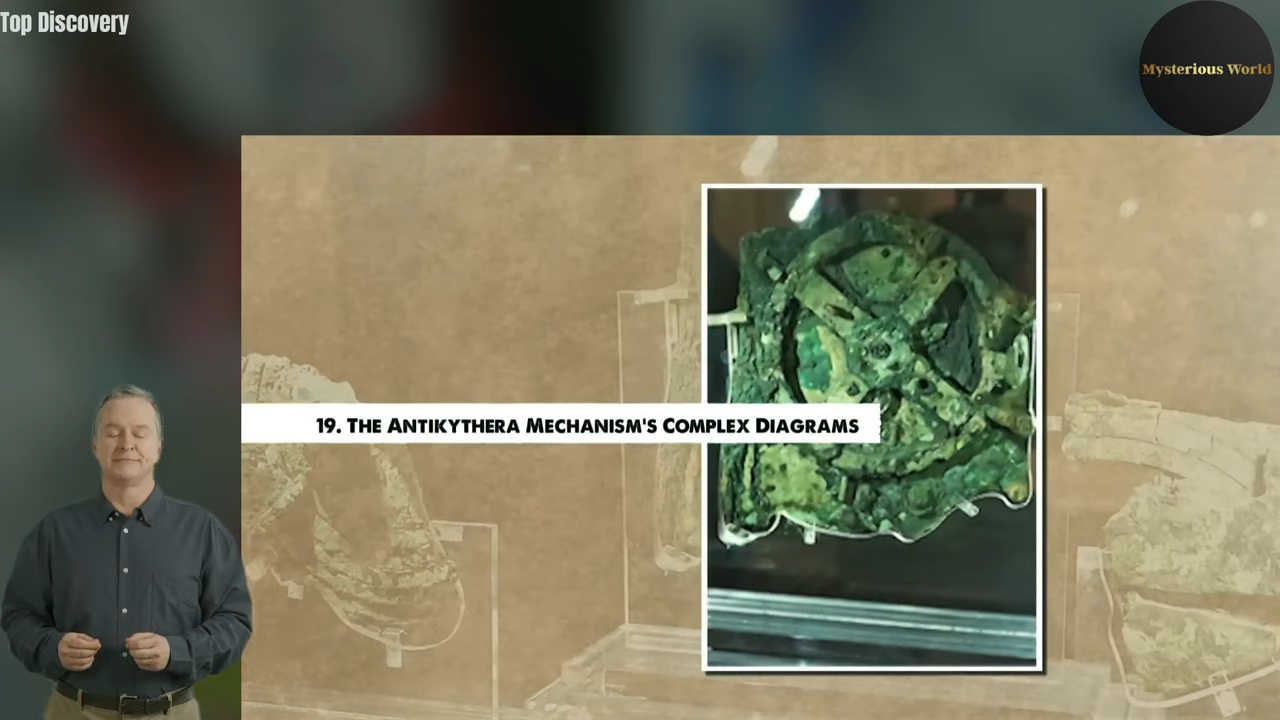 Top Discovery
Mysterious World
19. The Antikythera Mechanism's Complex Diagrams